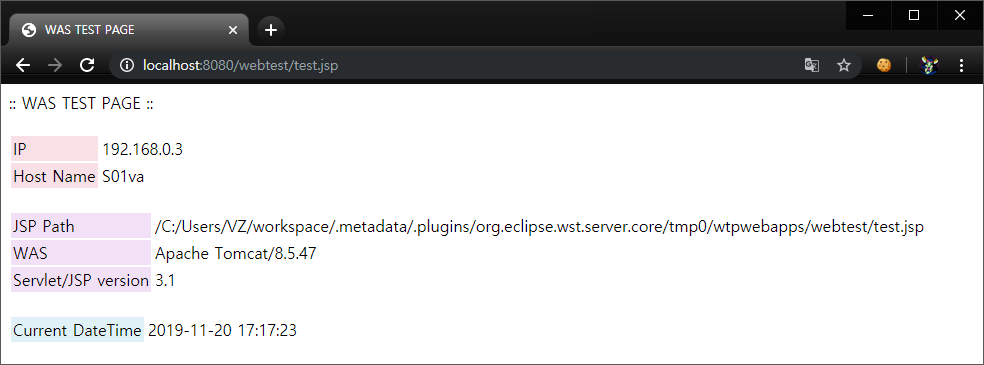 WAS TEST PAGE
localhost:8080/webtest/test.jsp
:: WAS TEST PAGE ::
IP 192.168.0.3
Host Name S01va
JSP Path /C:/Users/VZ/workspace/.metadata/.plugins/org.eclipse.wst.server.core/tmp0/wtpwebapps/webtest/test.jsp
WAS Apache Tomcat/8.5.47
Servlet/JSP version 3.1
Current DateTime 2019-11-20 17:17:23